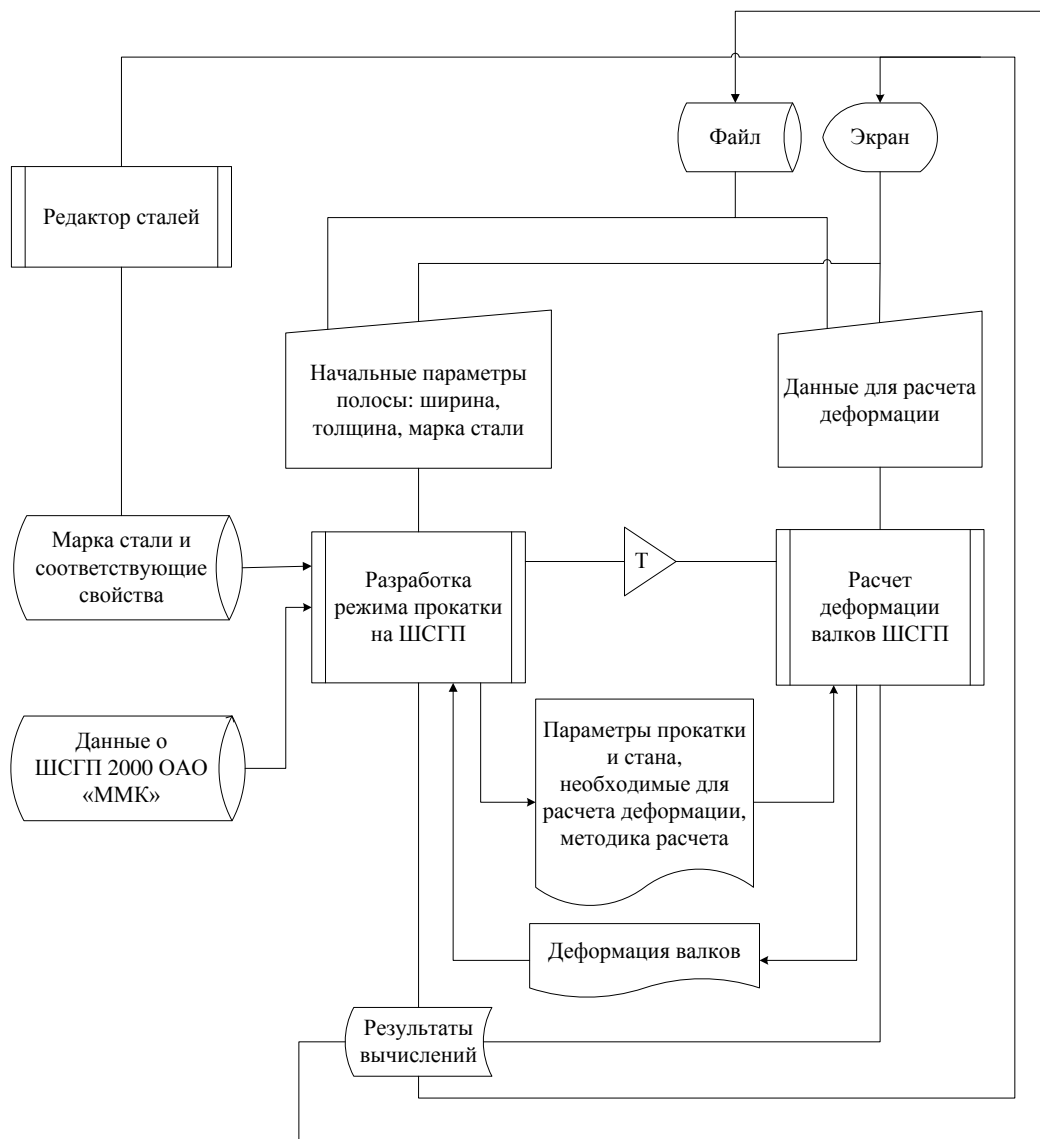 Файл
Экран
Редактор сталей
Начальные параметры
полосы: ширина,
толщина, марка стали
Данные для расчета
деформации
Марка стали и
соответствующие
свойства
Разработка
режима прокатки
на ШСГП
Т
Расчет
деформации
валков ШСГП
Данные о
ШСГП 2000 ОАО
«ММК»
Параметры прокатки
и стана,
необходимые для
расчета деформации,
методика расчета
Деформация валков
Результаты
вычислений